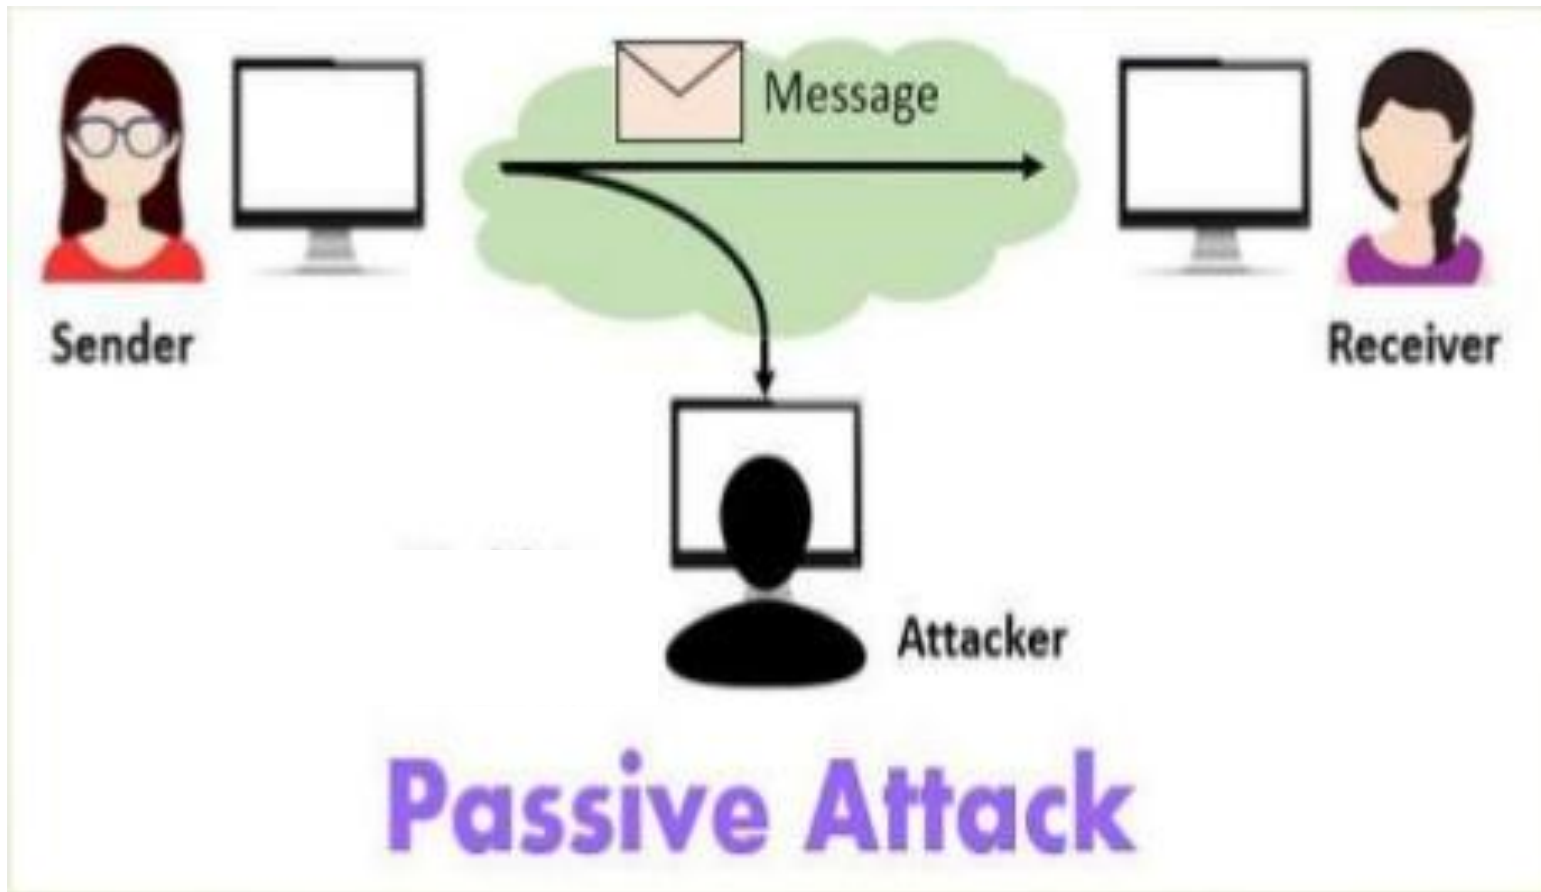 Message
Sender
Receiver
Attacker
Passive Attack